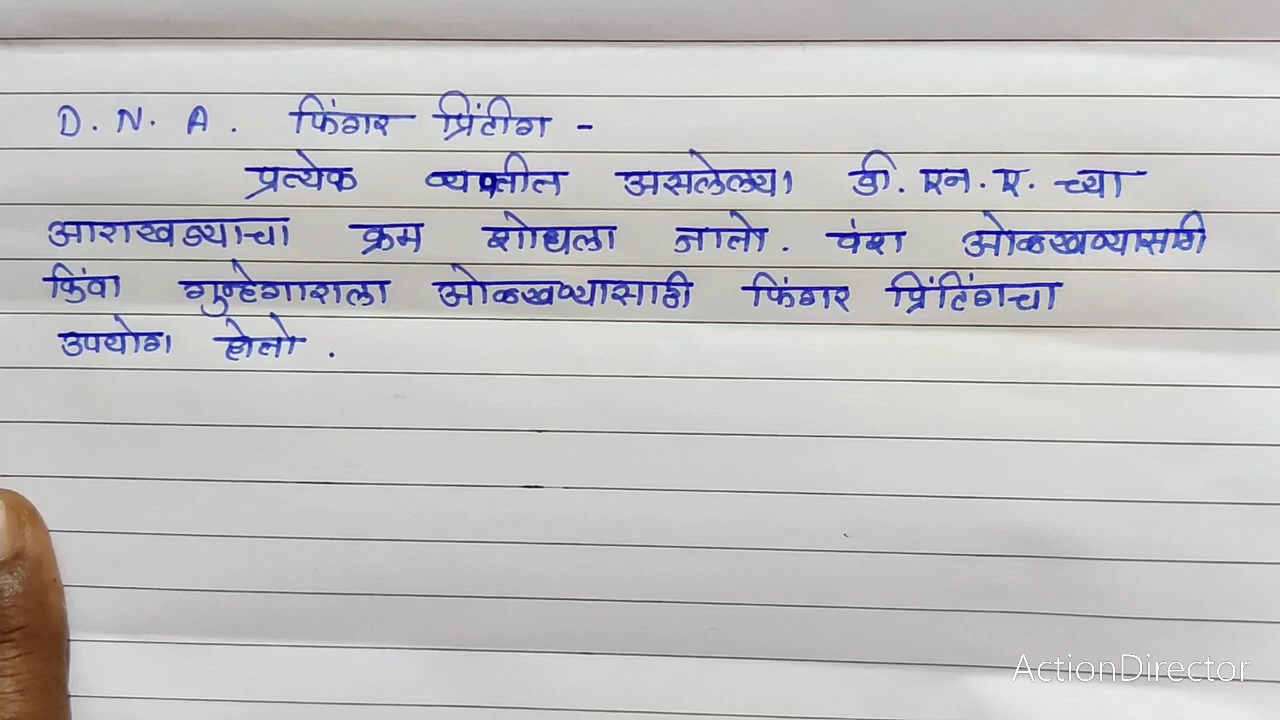 D. N. A. फिंगर प्रिंटींग -
प्रत्येक व्यक्तीत असलेल्या डी. एन. ए. च्या
आराखड्याचा क्रम शोधला जातो. वंश ओळखण्यासाठी
किंवा गुन्हेगाराला ओळखण्यासाठी फिंगर प्रिंटिंगचा
उपयोग होतो.
ActionDirector